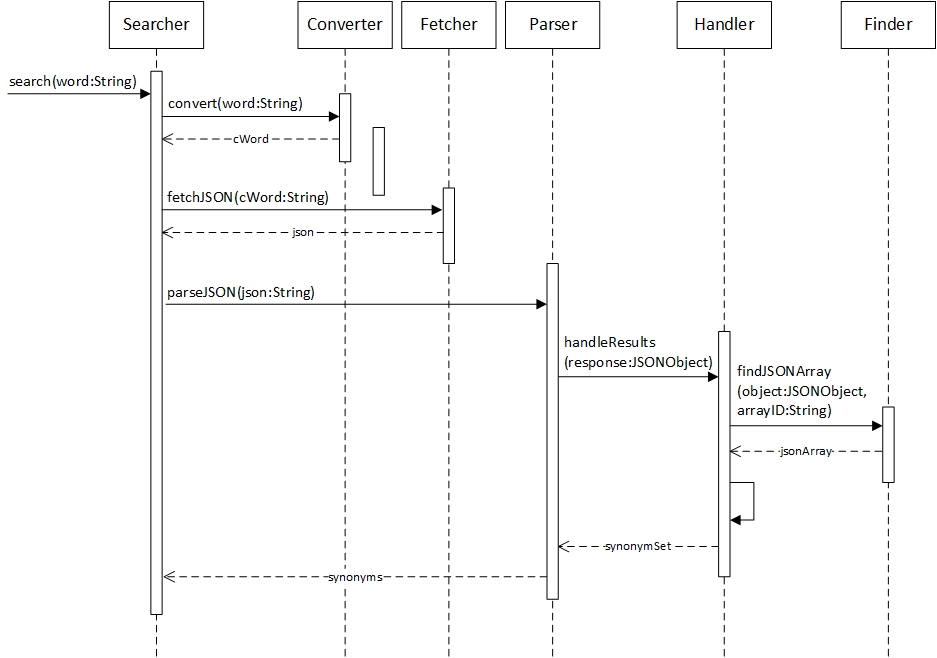 Searcher
Converter
Fetcher
Parser
Handler
Finder
search(word:String)
convert(word:String)
cWord
fetchJSON(cWord:String)
json
parseJSON(json:String)
handleResults
(response:JSONObject)
findJSONArray
(object:JSONObject,
arrayID:String)
jsonArray
synonymSet
synonyms